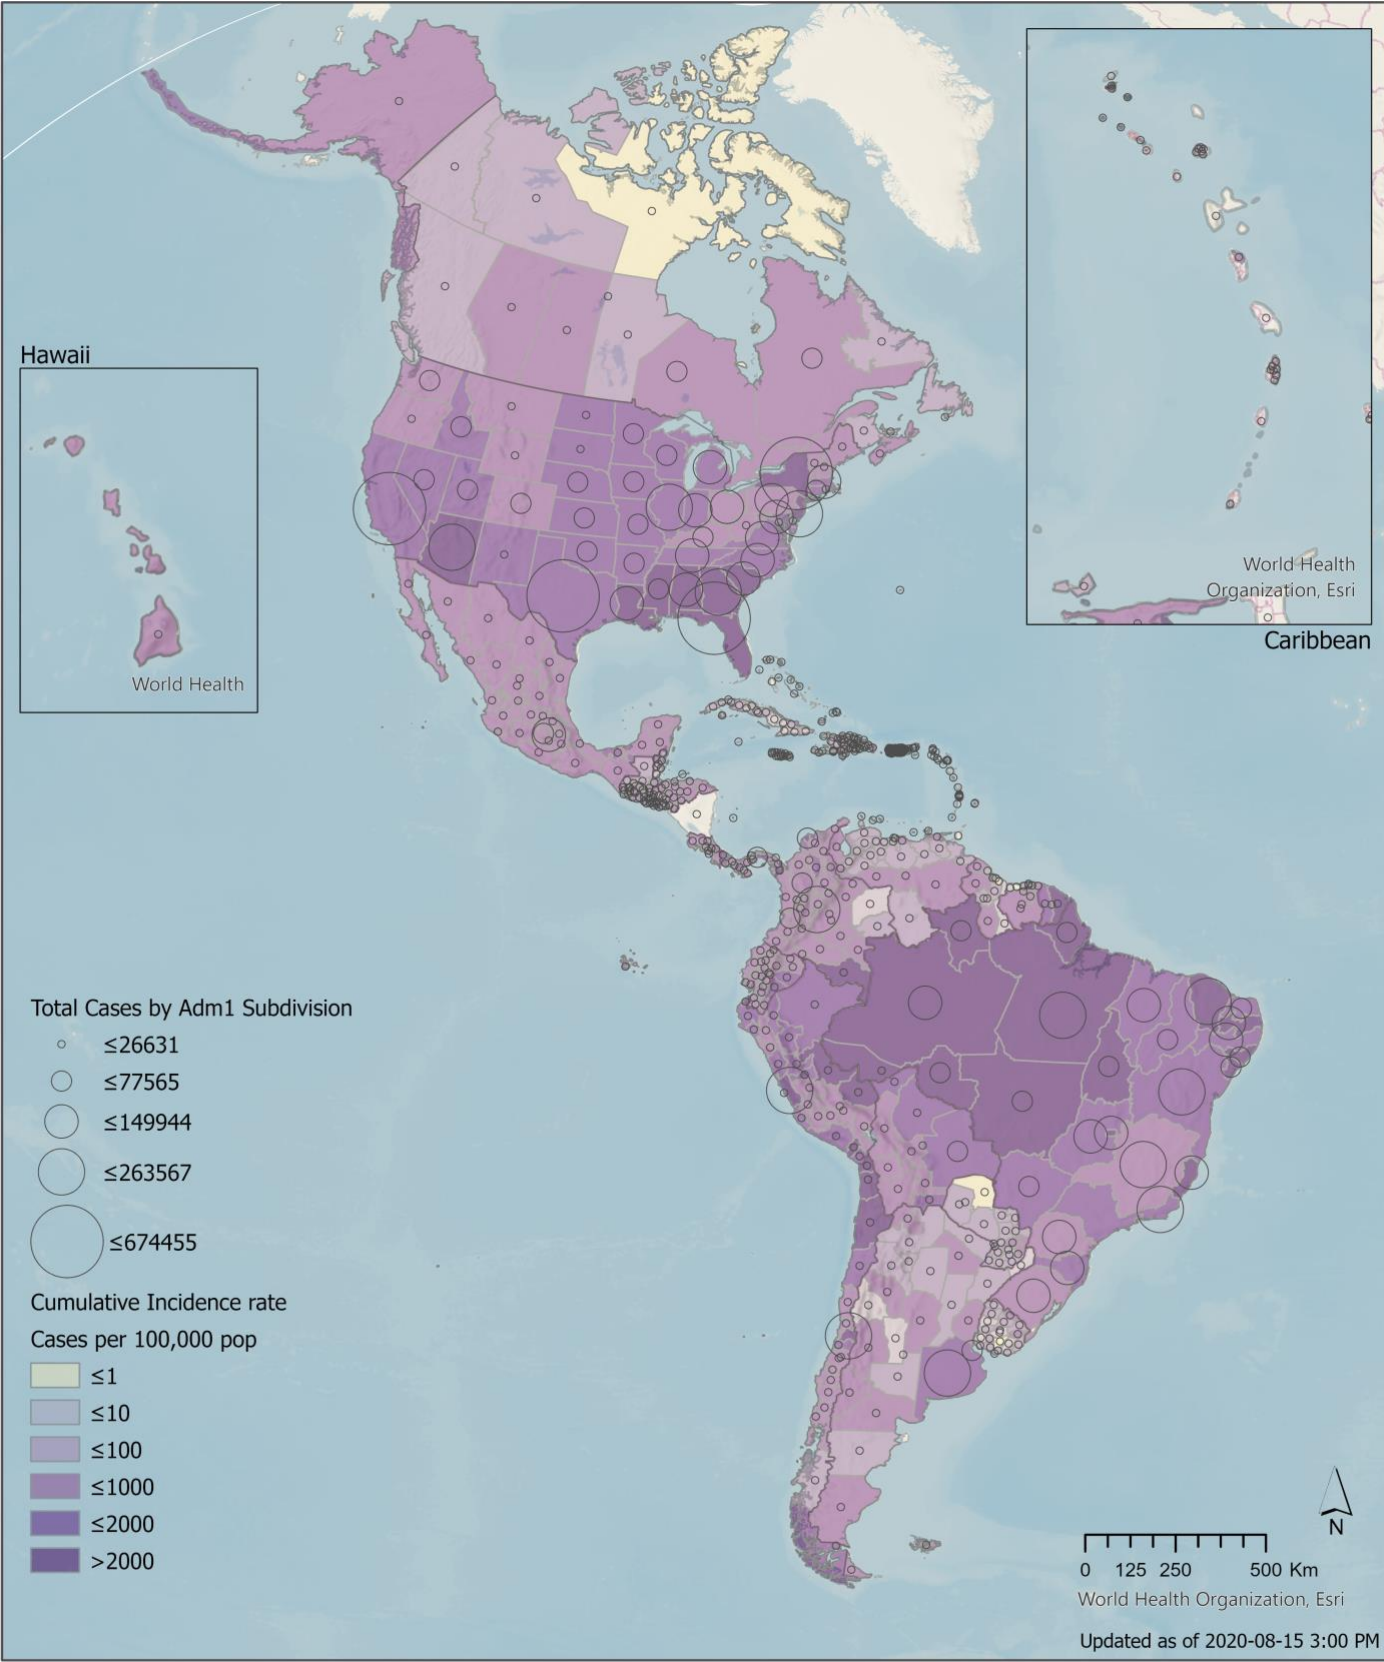 Hawaii
World Health
World Health
Organization, Esri
Caribbean
Total Cases by Adm1 Subdivision
≤26631
≤77565
≤149944
≤263567
≤674455
Cumulative Incidence rate
Cases per 100,000 pop
≤1
≤10
≤100
≤1000
≤2000
>2000
N
0 125 250 500 Km
World Health Organization, Esri
Updated as of 2020-08-15 3:00 PM